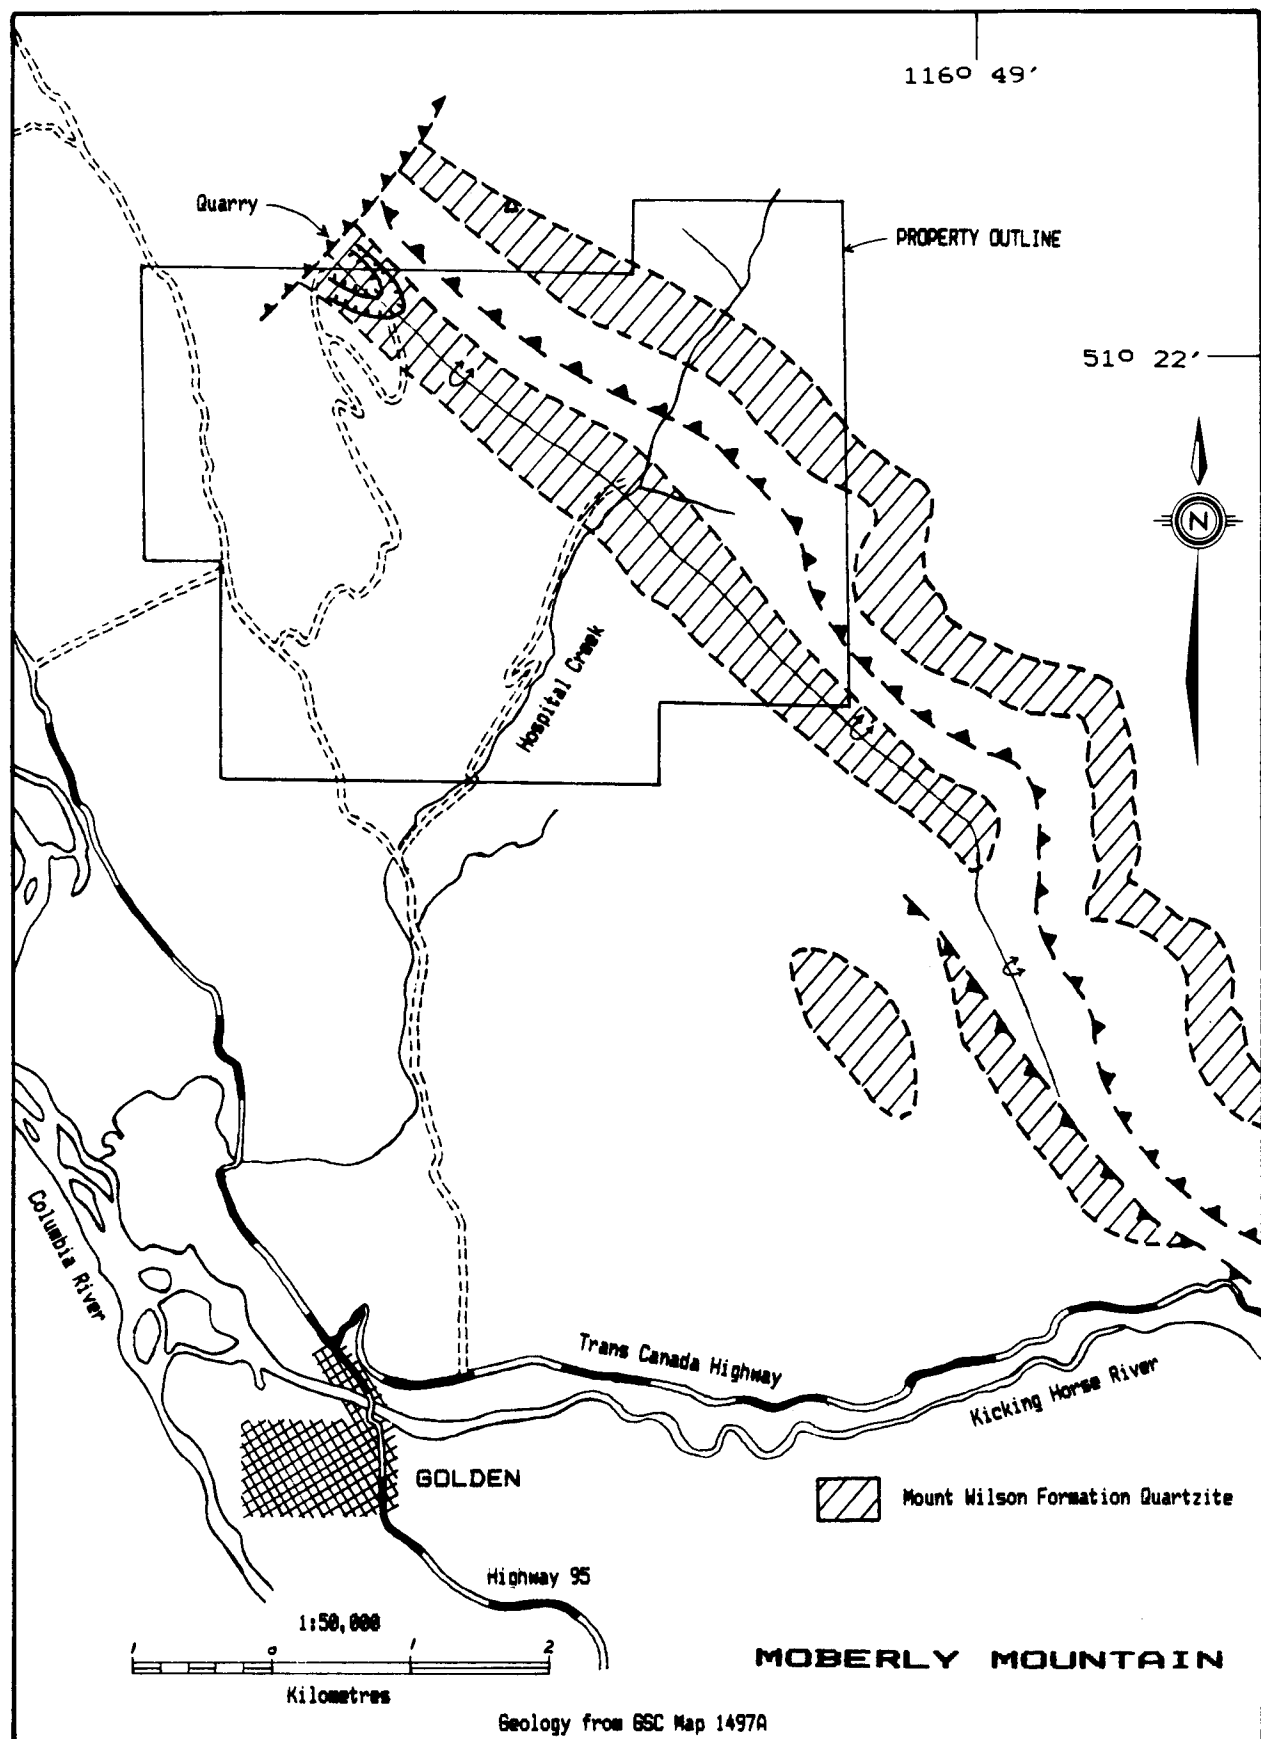 116° 49′
Quarry
PROPERTY OUTLINE
51° 22′
N
Hospital Creek
Columbia River
Trans Canada Highway
Kicking Horse River
GOLDEN
Mount Wilson Formation Quartzite
Highway 95
1:50,000
1 0 1 2
Kilometres
MOBERLY MOUNTAIN
Geology from GSC Map 1497A